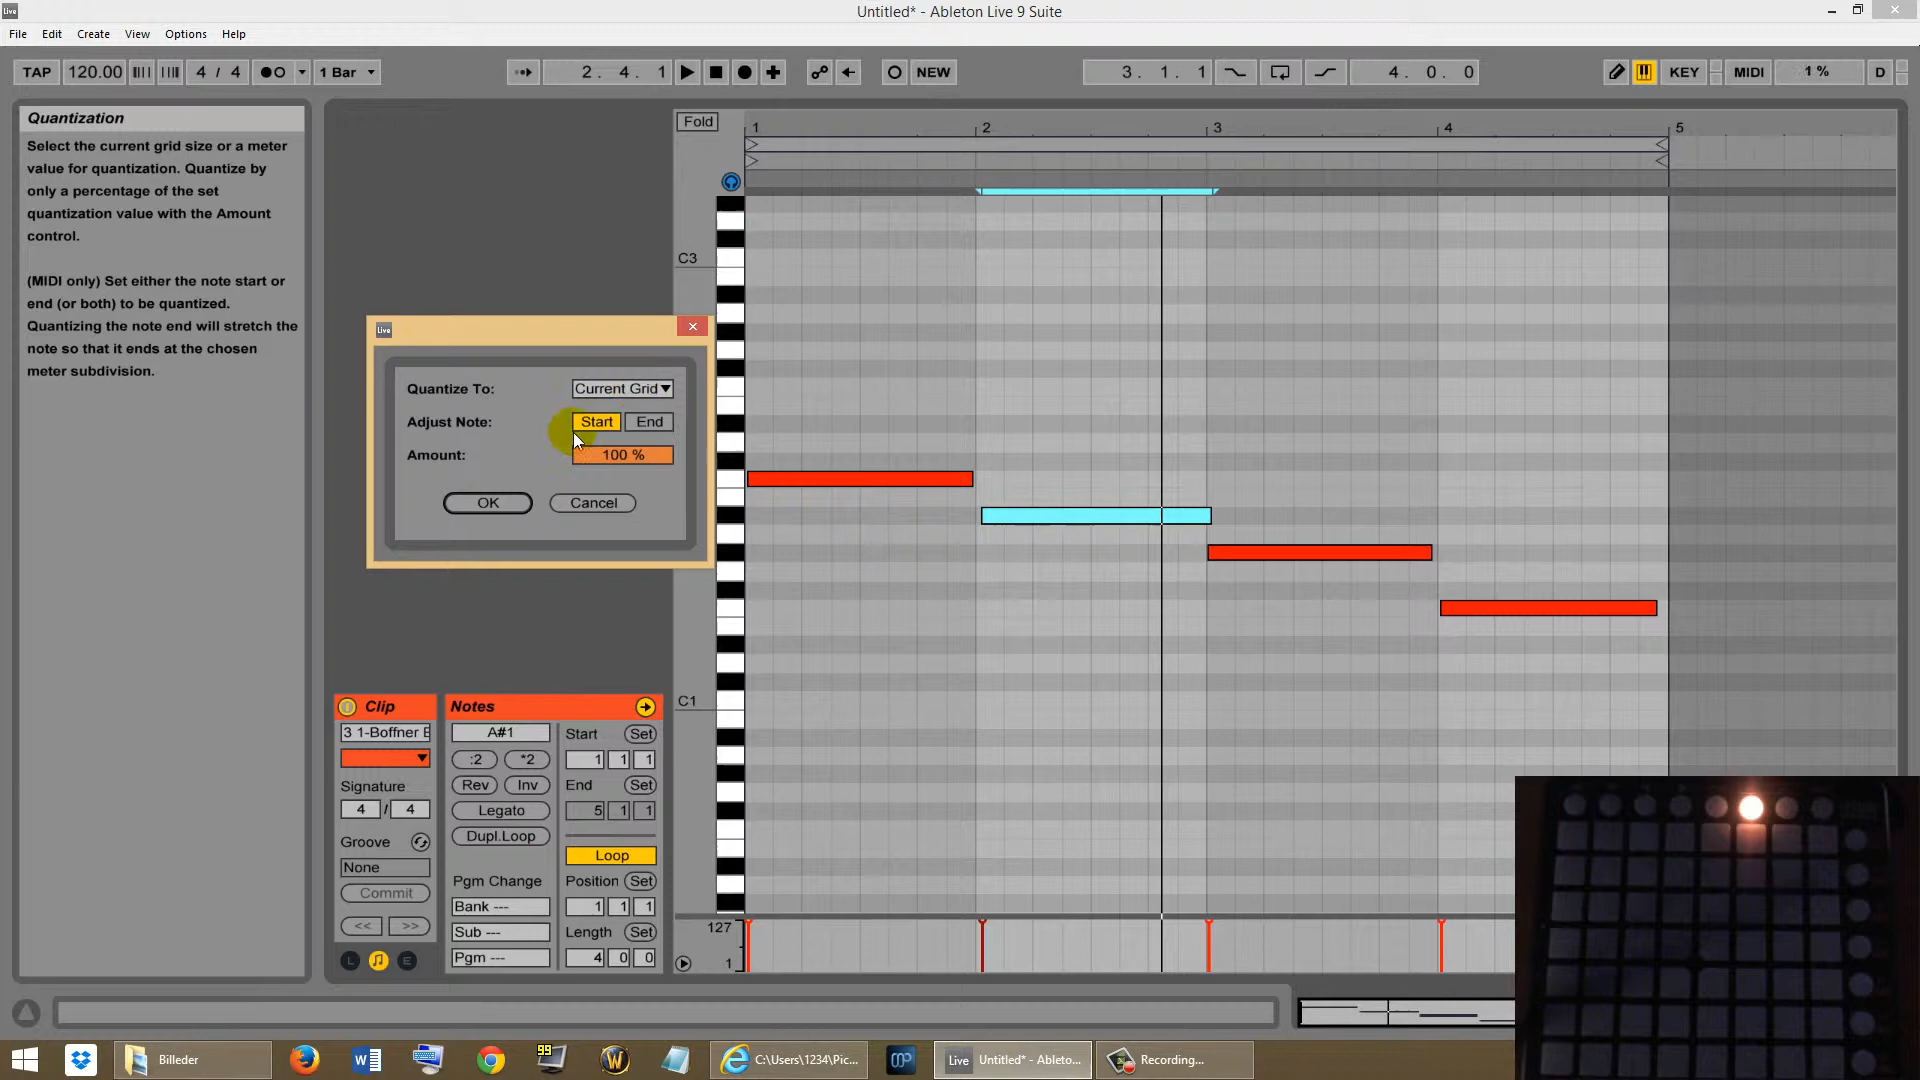 Live
Untitled* - Ableton Live 9 Suite
File Edit Create View Options Help
TAP 120.00 4 / 4 1 Bar 2. 4. 1 NEW 3. 1. 1 4. 0. 0 KEY MIDI 1 % D
Quantization
Select the current grid size or a meter
value for quantization. Quantize by
only a percentage of the set
quantization value with the Amount
control.
(MIDI only) Set either the note start or
end (or both) to be quantized.
Quantizing the note end will stretch the
note so that it ends at the chosen
meter subdivision.
Fold 1 2 3 4 5
C3
Live
Quantize To: Current Grid
Adjust Note: Start End
Amount: 100 %
OK Cancel
C1
Clip
3 1-Boffner E
Signature
4 / 4
Groove
None
Commit
<< >>
L E
Notes
A#1
:2 *2
Rev Inv
Legato
Dupl.Loop
Pgm Change
Bank ---
Sub ---
Pgm ---
Start Set
1 1 1
End Set
5 1 1
Loop
Position Set
1 1 1
Length Set
4 0 0
127
1
Billeder
99
C:\Users\1234\Pic...
Live Untitled* - Ableto...
Recording...